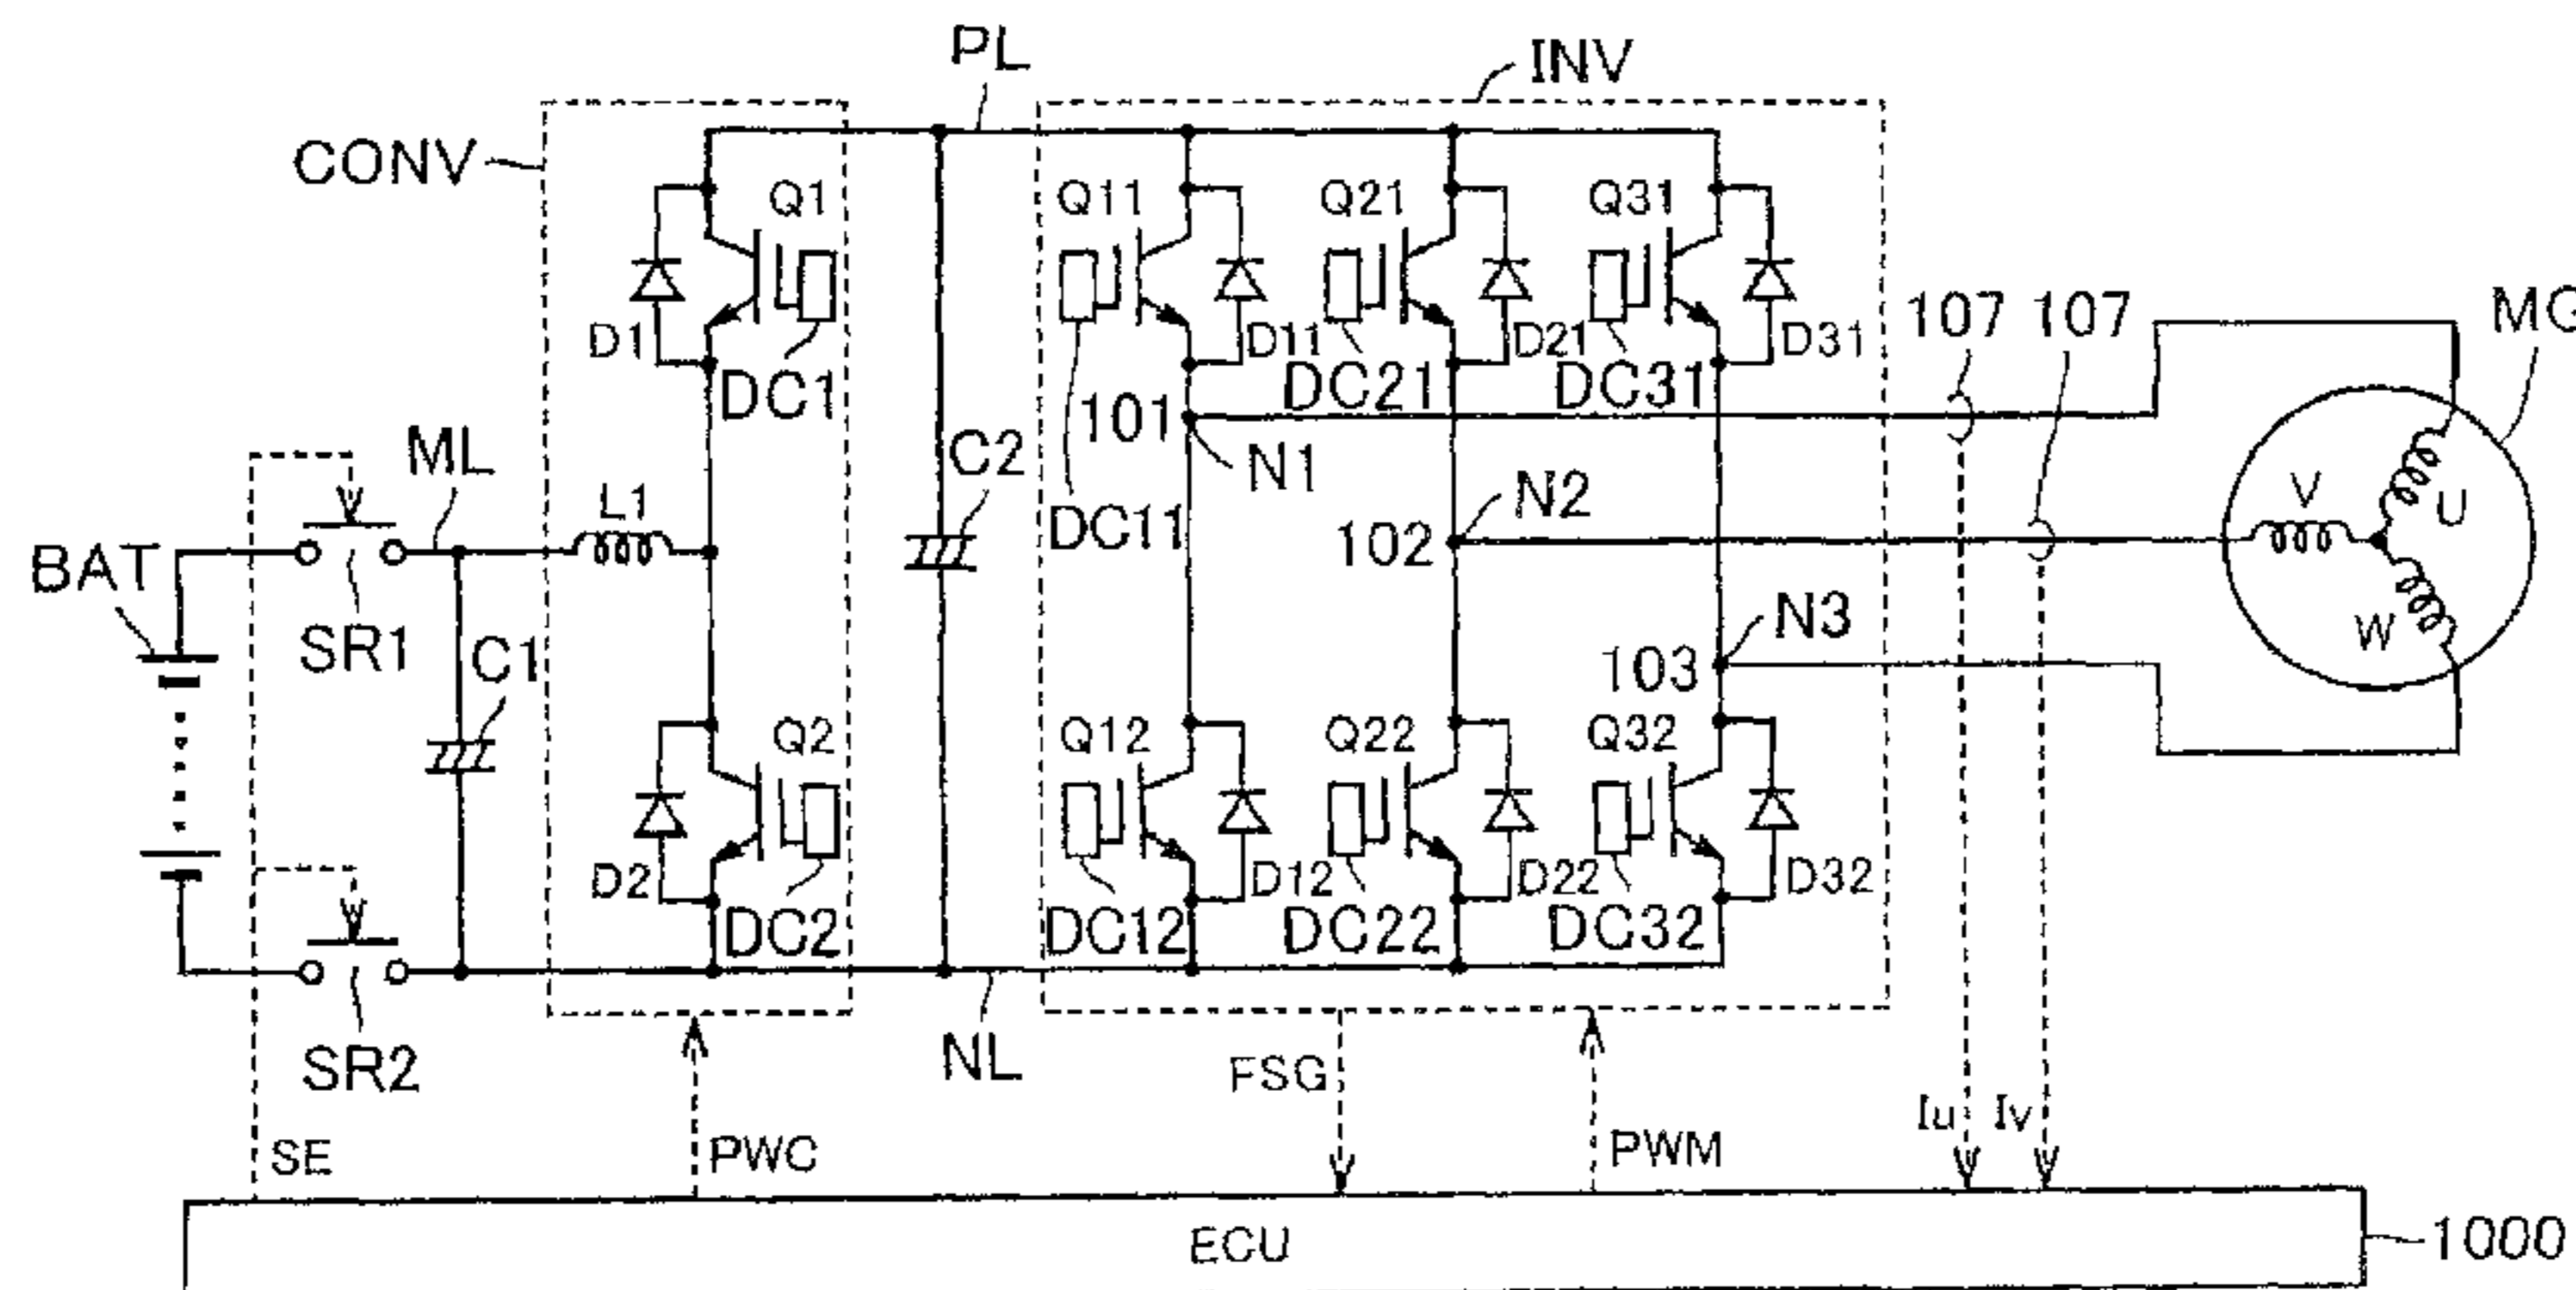 PL
INV
CONV
Q1
Q11
Q21
Q31
107
107
MG
D1
DC1
D11
DC21
D21
DC31
D31
101
N1
ML
L1
C2
DC11
N2
102
V
U
W
BAT
SR1
C1
N3
103
Q2
Q12
Q22
Q32
D2
DC2
D12
DC12
D22
DC22
D32
DC32
SR2
NL
FSG
SE
PWC
PWM
Iu
Iv
ECU
1000